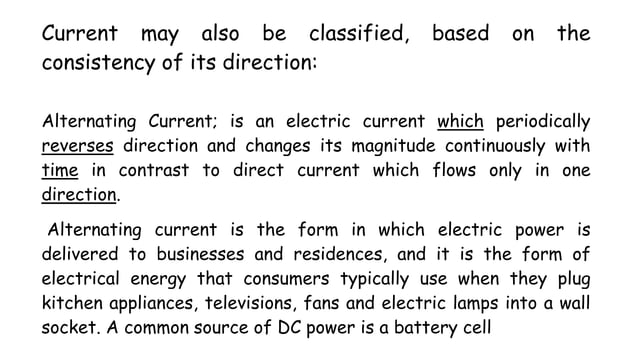 Current may also be classified, based on the
consistency of its direction:
Alternating Current; is an electric current which periodically
reverses direction and changes its magnitude continuously with
time in contrast to direct current which flows only in one
direction.
Alternating current is the form in which electric power is
delivered to businesses and residences, and it is the form of
electrical energy that consumers typically use when they plug
kitchen appliances, televisions, fans and electric lamps into a wall
socket. A common source of DC power is a battery cell